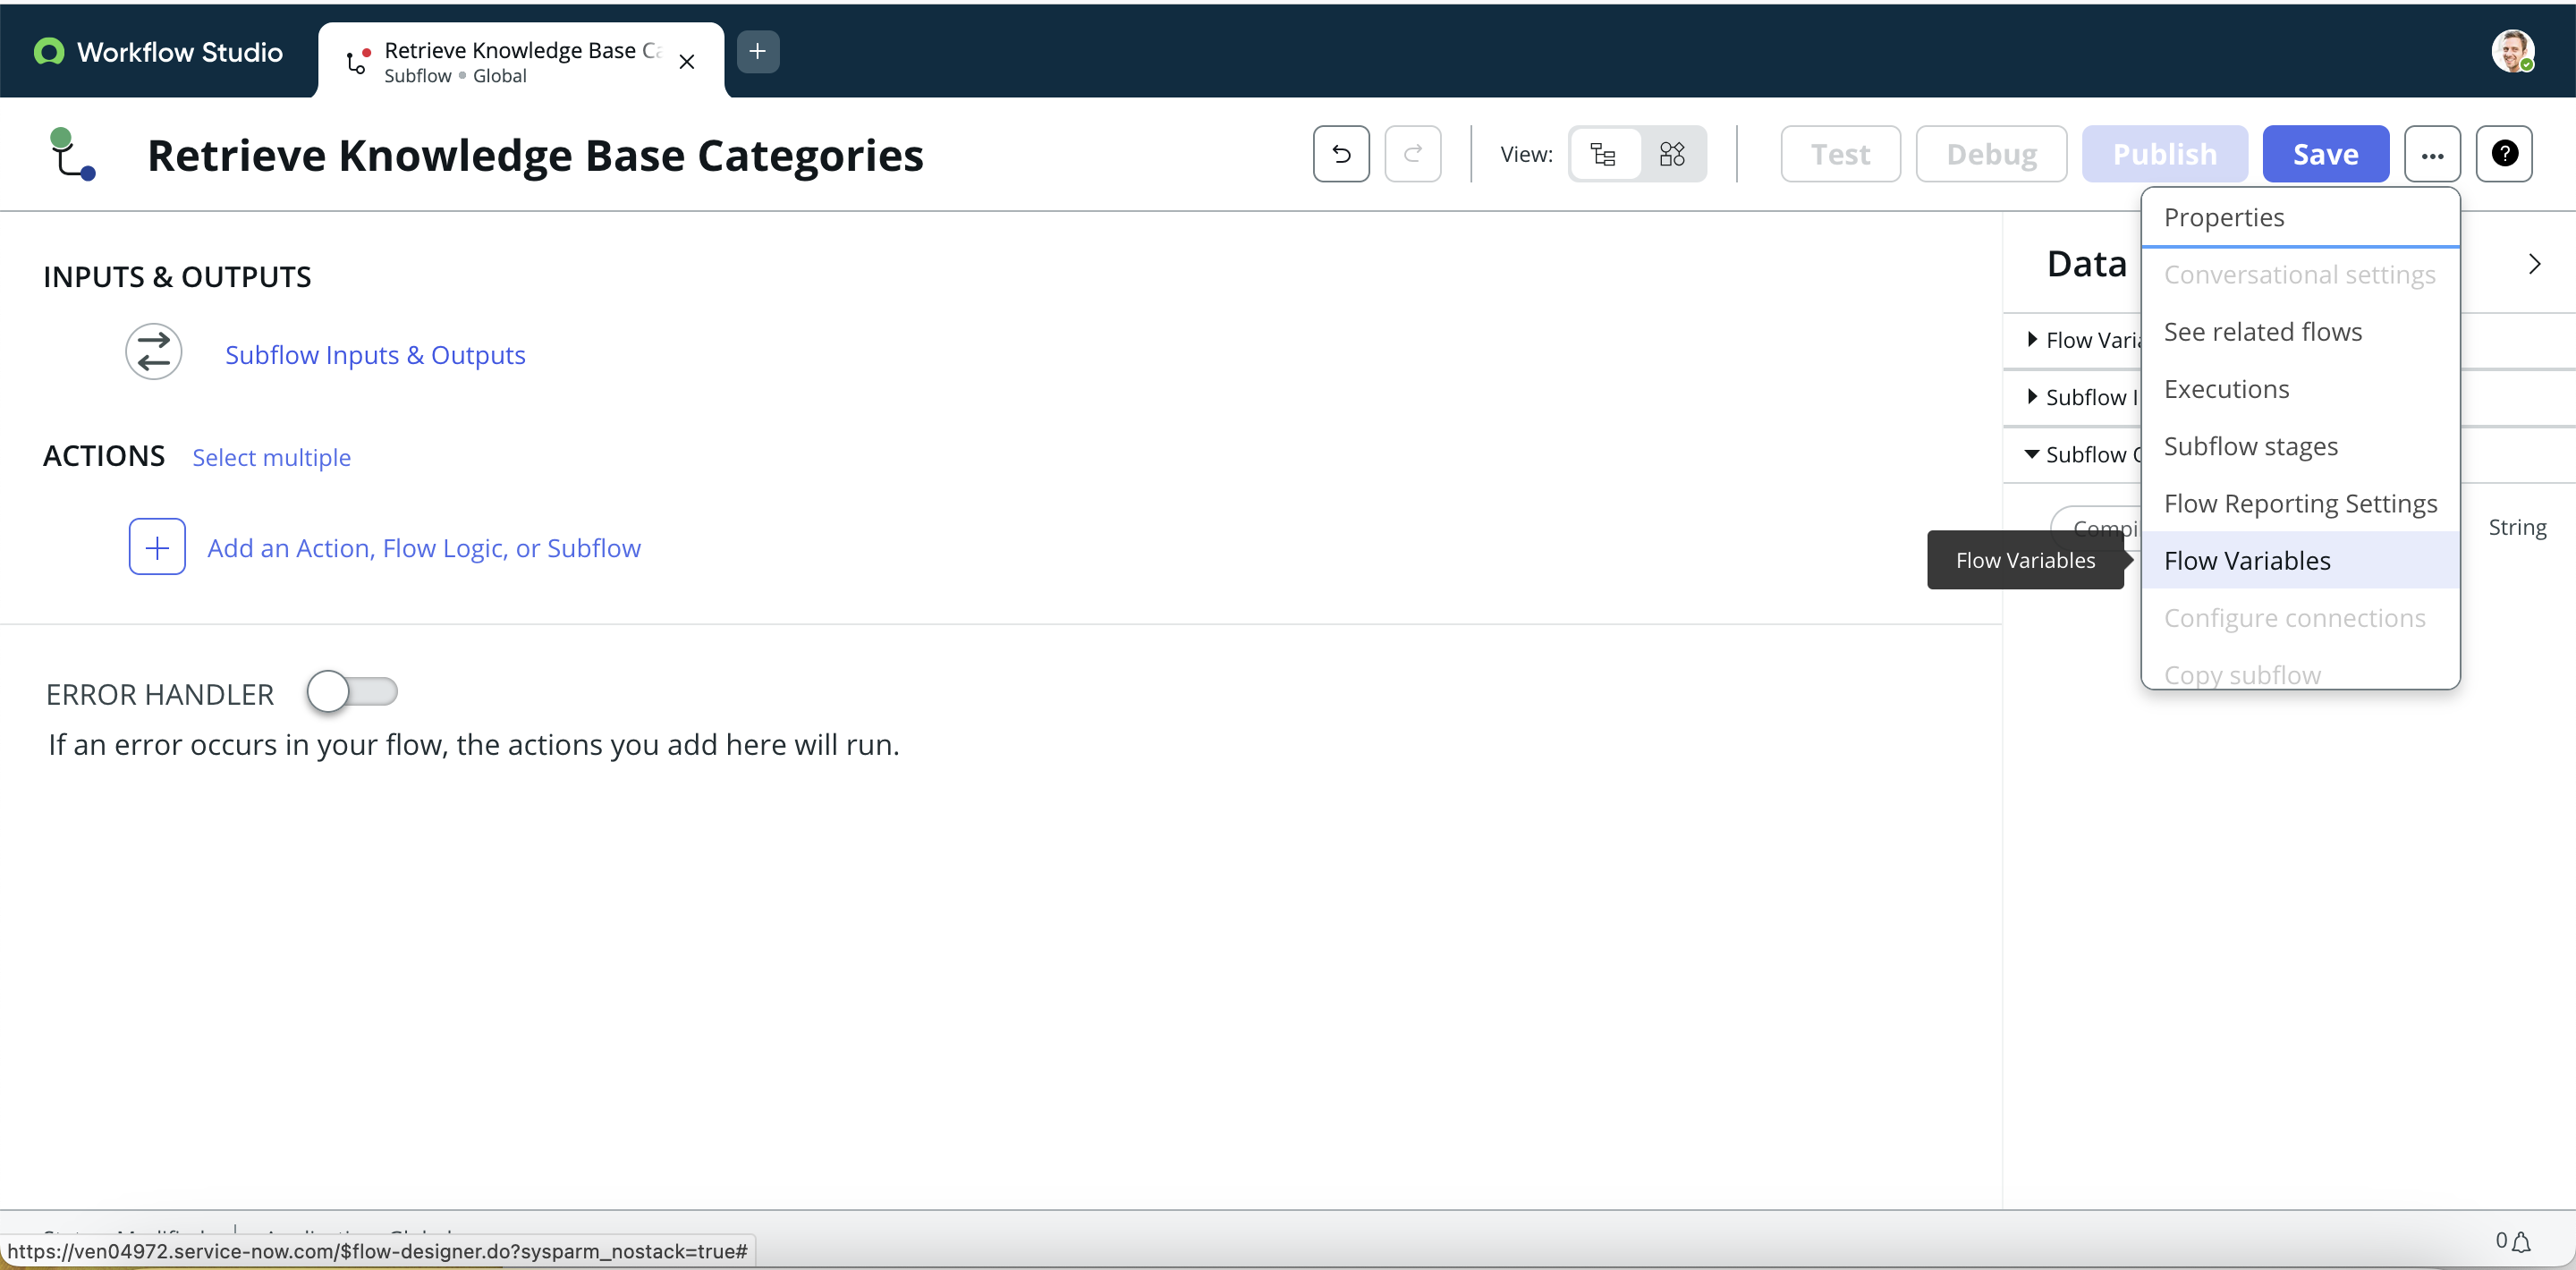 Workflow Studio
Retrieve Knowledge Base Ca
Subflow • Global
Retrieve Knowledge Base Categories
View:
Test
Debug
Publish
Save
INPUTS & OUTPUTS
Subflow Inputs & Outputs
ACTIONS
Select multiple
Add an Action, Flow Logic, or Subflow
ERROR HANDLER
If an error occurs in your flow, the actions you add here will run.
Data
Flow Varia
Subflow I
Subflow O
Compi
String
Flow Variables
Properties
Conversational settings
See related flows
Executions
Subflow stages
Flow Reporting Settings
Flow Variables
Configure connections
Copy subflow
https://ven04972.service-now.com/$flow-designer.do?sysparm_nostack=true#
0